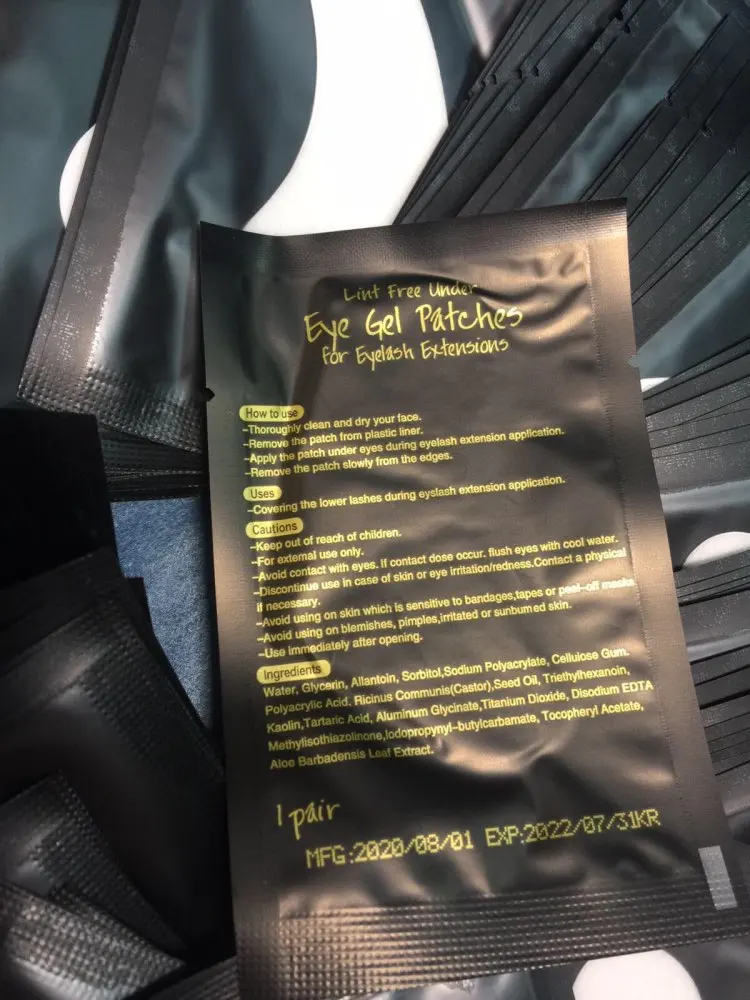 Lint Free Under
Eye Gel Patches
for Eyelash Extensions
How to use
-Thoroughly clean and dry your face.
-Remove the patch from plastic liner.
-Apply the patch under eyes during eyelash extension application.
-Remove the patch slowly from the edges.
Uses
-Covering the lower lashes during eyslash extension application.
Cautions
-Keep out of reach of children.
-For external use only.
-Avoid contact with eyes. If contact dose occur. flush eyes with cool water.
-Discontinue use in case of skin or eye irritation/redness.Contact a physical
if necessary.
-Avoid using on skin which is sensitive to bandages,tapes or peel-off masks
-Avoid using on blemishes, pimples,irritated or sunburned skin.
-Use immediately after opening.
Ingredients
Water, Glycerin, Allantoin, Sorbitol,Sodium Polyacrylate, Cellulose Gum.
Polyacrylic Acid. Ricinus Communis(Castor),Seed Oil, Triethylhexanoin,
Kaolin,Tartaric Acid, Aluminum Glycinate,Titanium Dioxide, Disodium EDTA
Methylisothiazolinone,Iodopropynyl-butylcarbamate, Tocopheryl Acetate,
Aloe Barbadensis Leaf Extract.
1 pair
MFG:2020/08/01 EXP:2022/07/31KR